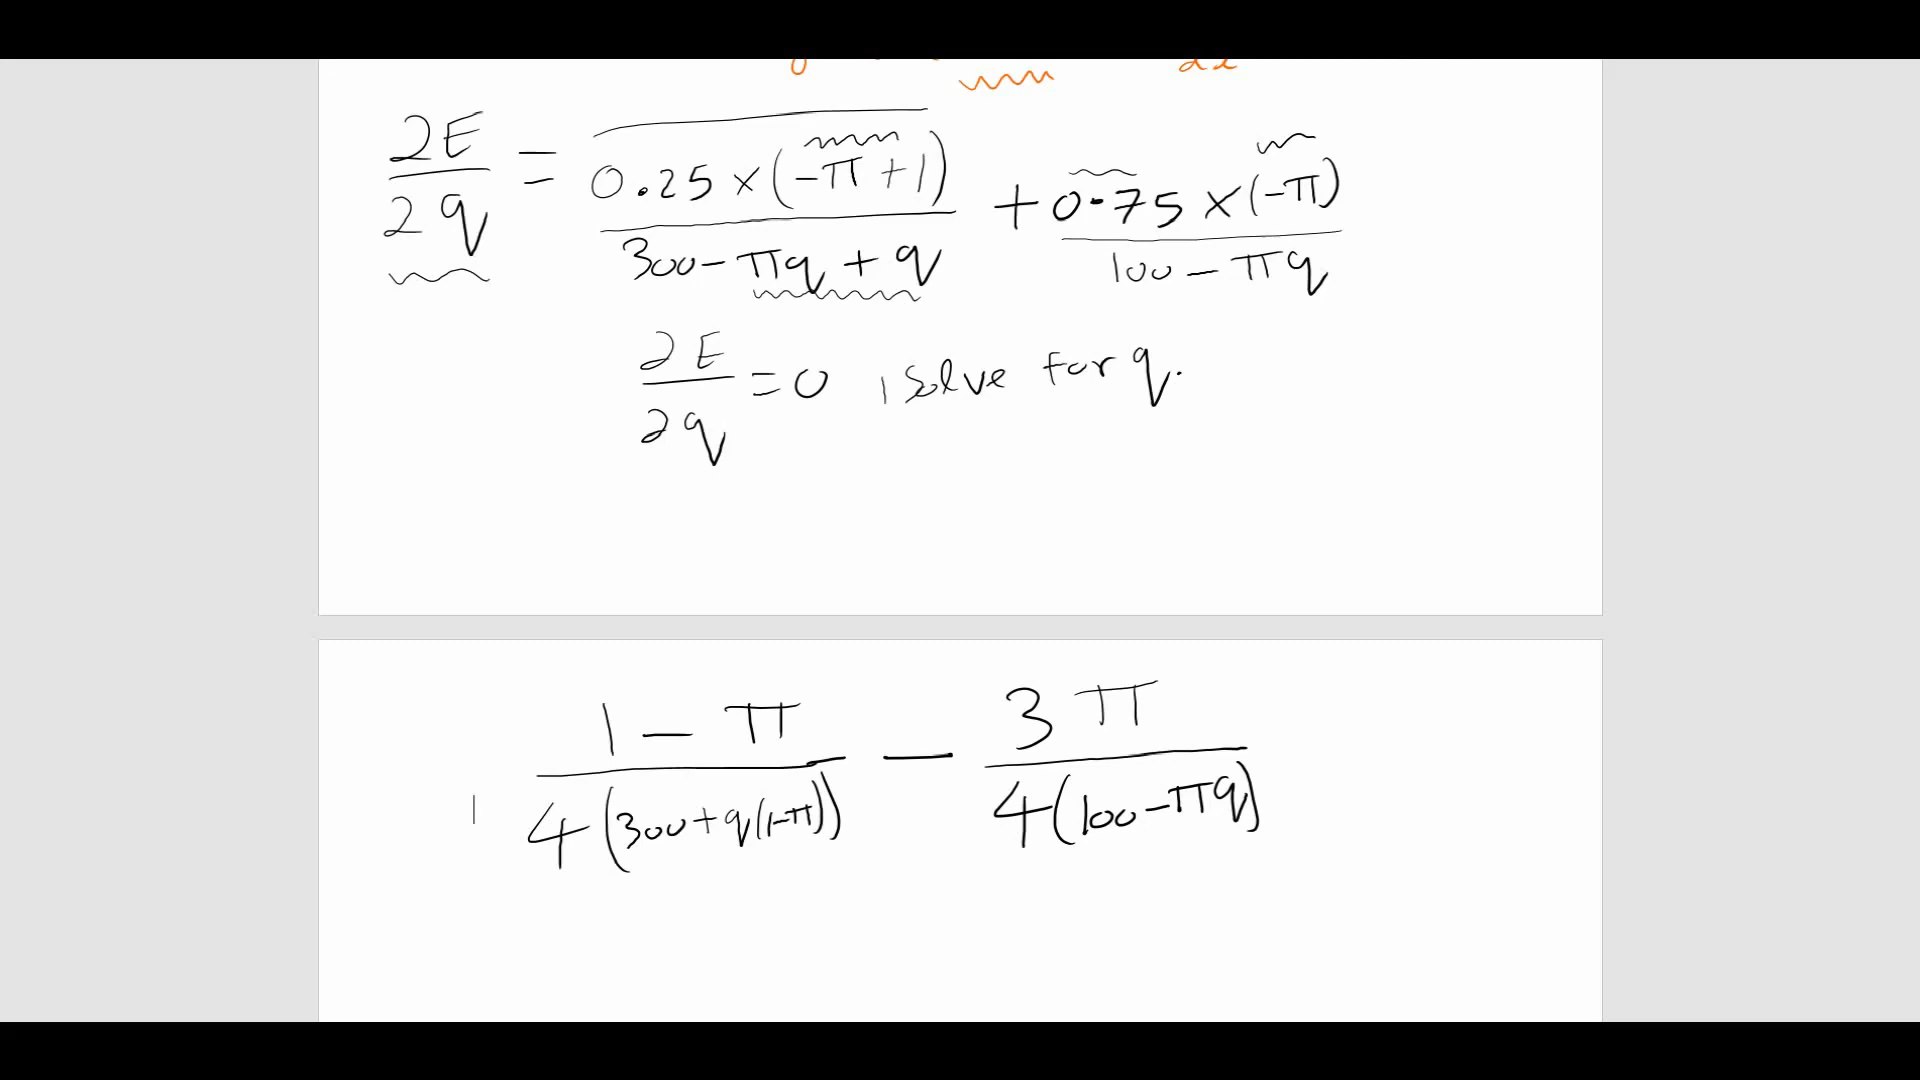 ∂E/∂q = 0.25 × (-π + 1)/(300 - πq + q) + 0.75 × (-π)/(100 - πq)
∂E/∂q = 0 , solve for q.
(1 - π)/(4(300 + q(1-π))) - 3π/(4(100 - πq))